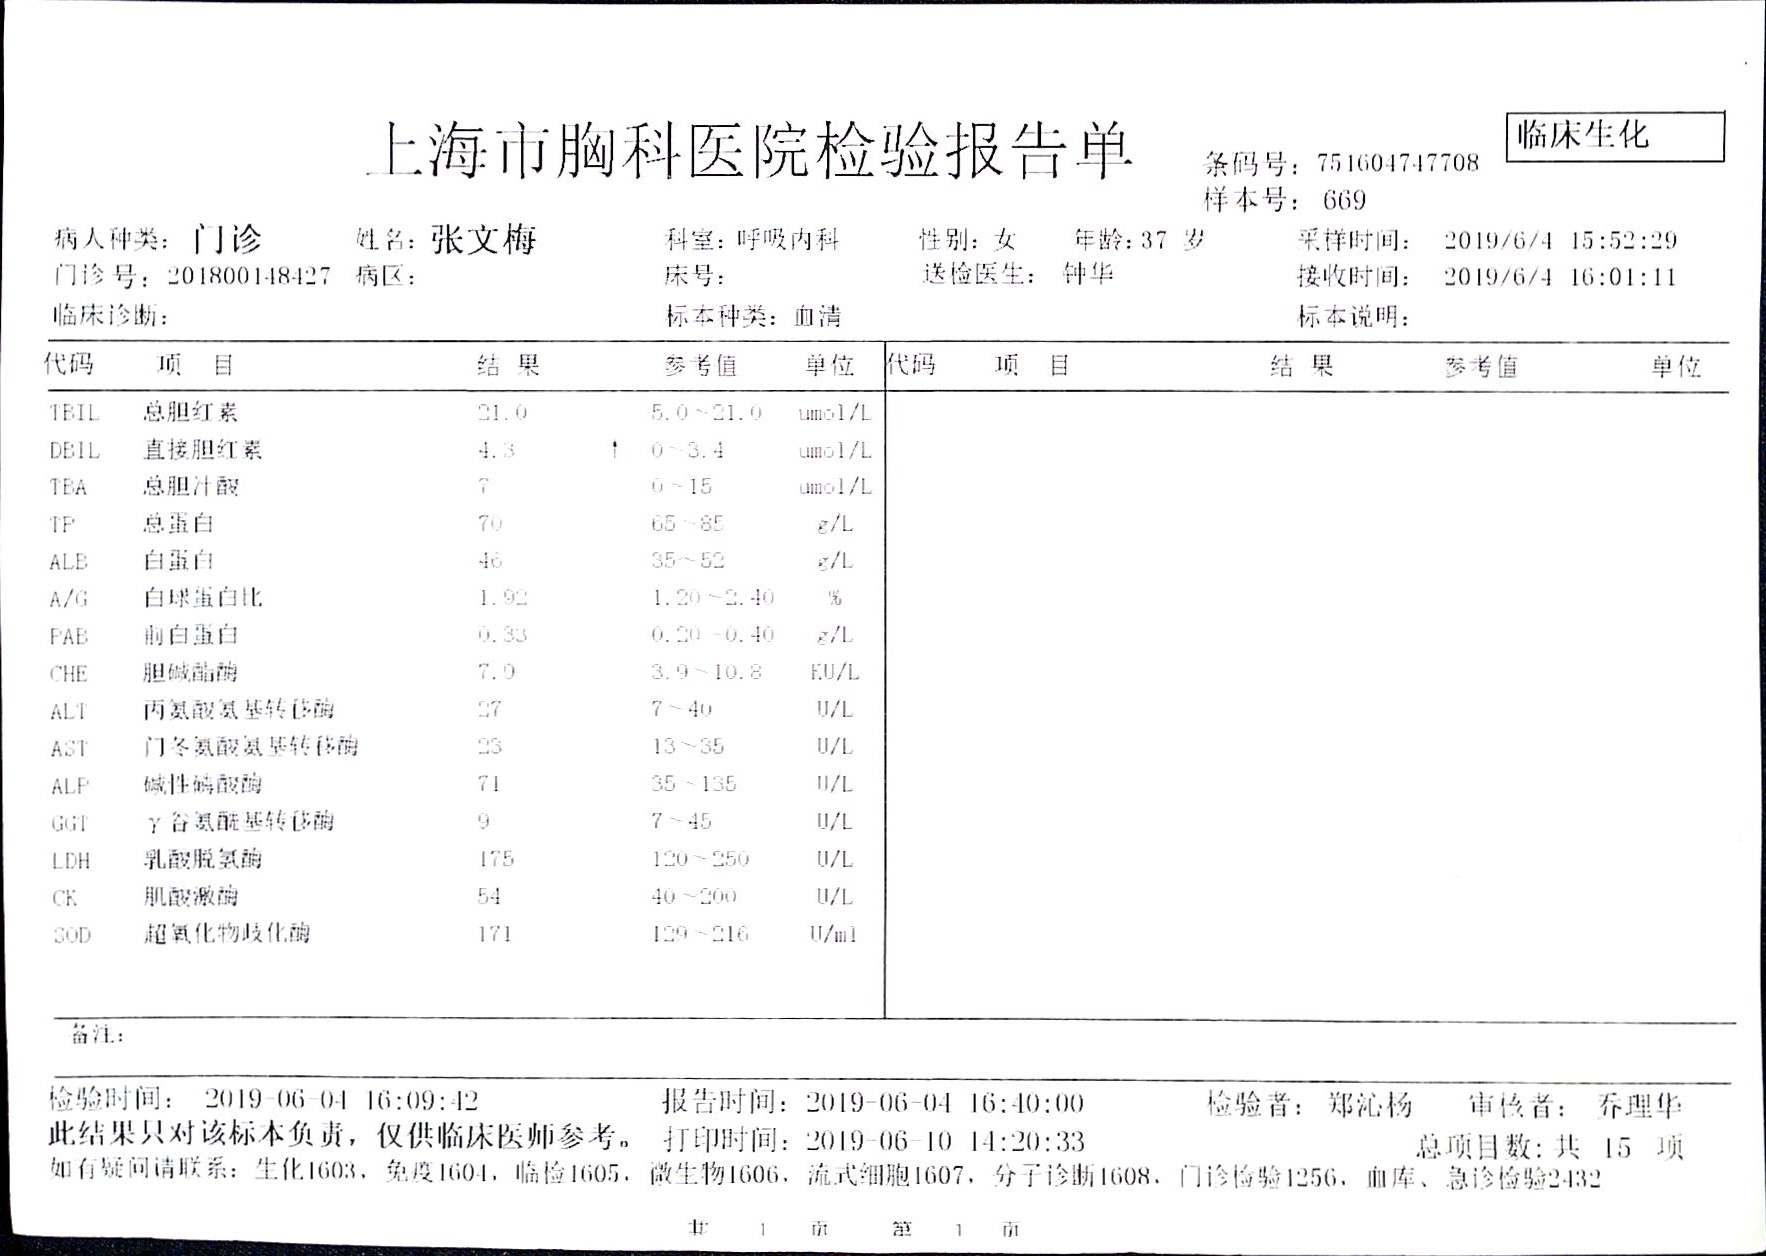 上海市胸科医院检验报告单
临床生化
条码号: 751604747708
样本号: 669
病人种类: 门诊 姓名: 张文梅 科室: 呼吸内科 性别: 女 年龄: 37 岁 采样时间: 2019/6/4 15:52:29
门诊号: 201800148427 病区: 床号: 送检医生: 钟华 接收时间: 2019/6/4 16:01:11
临床诊断: 标本种类: 血清 标本说明:
代码 项 目 结 果 参考值 单位 代码 项 目 结 果 参考值 单位
TBIL 总胆红素 21.0 5.0~21.0 umol/L
DBIL 直接胆红素 4.3 ↑ 0~3.4 umol/L
TBA 总胆汁酸 7 0~15 umol/L
TP 总蛋白 70 65~85 g/L
ALB 白蛋白 46 35~52 g/L
A/G 白球蛋白比 1.92 1.20~2.40 %
PAB 前白蛋白 0.33 0.20~0.40 g/L
CHE 胆碱酯酶 7.9 3.9~10.8 KU/L
ALT 丙氨酸氨基转移酶 27 7~40 U/L
AST 门冬氨酸氨基转移酶 23 13~35 U/L
ALP 碱性磷酸酶 71 35~135 U/L
GGT γ谷氨酰基转移酶 9 7~45 U/L
LDH 乳酸脱氢酶 175 120~250 U/L
CK 肌酸激酶 54 40~200 U/L
SOD 超氧化物歧化酶 171 129~216 U/ml
备注:
检验时间: 2019-06-04 16:09:42 报告时间: 2019-06-04 16:40:00 检验者: 郑沁杨 审核者: 乔理华
此结果只对该标本负责，仅供临床医师参考。 打印时间: 2019-06-10 14:20:33 总项目数: 共 15 项
如有疑问请联系: 生化1603, 免疫1604, 临检1605, 微生物1606, 流式细胞1607, 分子诊断1608, 门诊检验1256, 血库、急诊检验2432
共 1 页 第 1 页